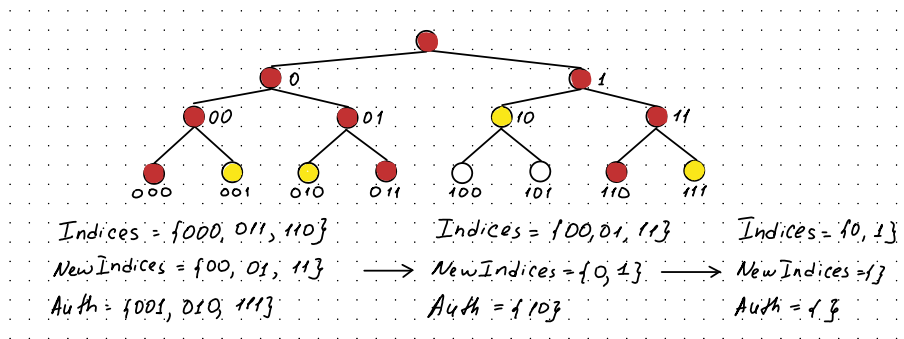 0 1
00 01 10 11
000 001 010 011 100 101 110 111
Indices = {000, 011, 110}
NewIndices = {00, 01, 11}
Auth = {001, 010, 111}
Indices = {00, 01, 11}
NewIndices = {0, 1}
Auth = {10}
Indices = {0, 1}
NewIndices = {}
Auth = { }